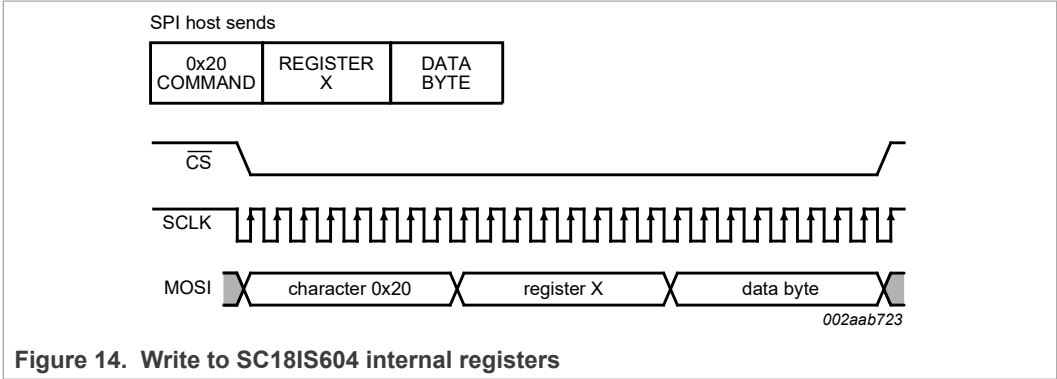 SPI host sends
0x20 REGISTER DATA
COMMAND X BYTE
CS
SCLK
MOSI character 0x20 register X data byte
002aab723
Figure 14. Write to SC18IS604 internal registers